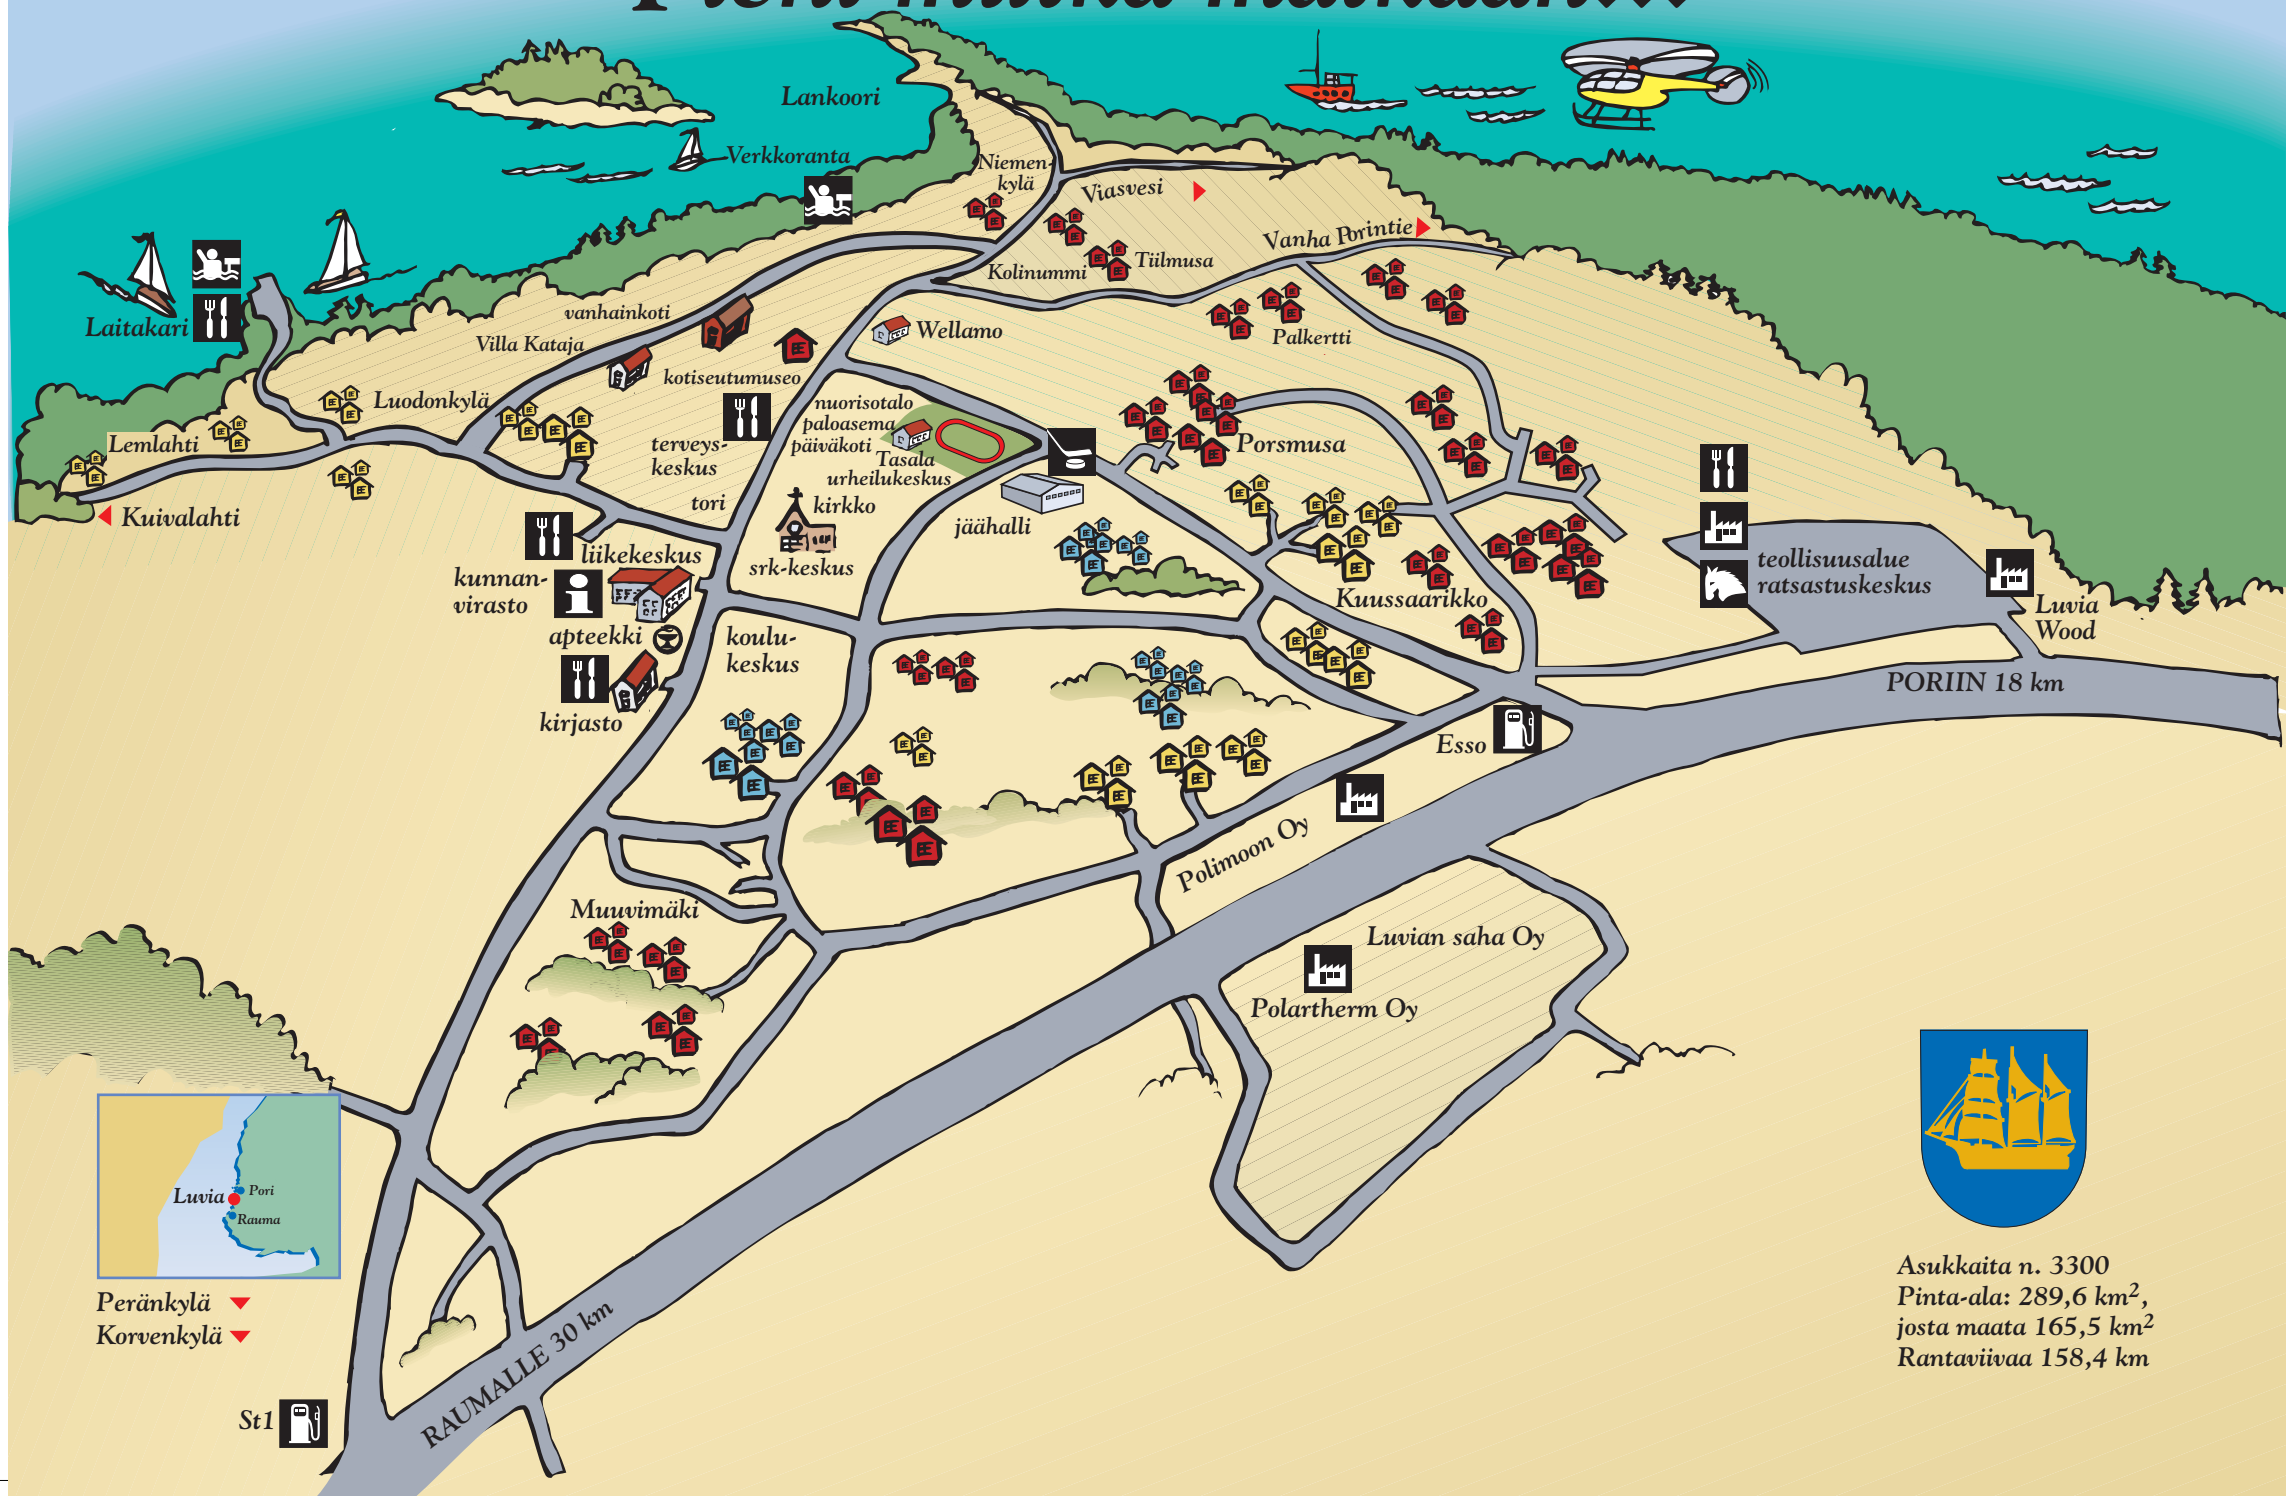 Lankoori
Verkkoranta
Niemen-
kylä
Viasvesi
Vanha Porintie
Kolinummi
Tiilmusa
Laitakari
vanhainkoti
Villa Kataja
Wellamo
Palkertti
kotiseutumuseo
Luodonkylä
nuorisotalo
paloasema
päiväkoti
Tasala
urheilukeskus
Lemlahti
terveys-
keskus
Porsmusa
tori
kirkko
Kuivalahti
jäähalli
liikekeskus
srk-keskus
kunnan-
virasto
teollisuusalue
ratsastuskeskus
Kuussaarikko
Luvia
Wood
apteekki
koulu-
keskus
kirjasto
PORIIN 18 km
Esso
Polimoon Oy
Muuvimäki
Luvian saha Oy
Polartherm Oy
Luvia
Pori
Rauma
Peränkylä
Korvenkylä
RAUMALLE 30 km
St1
Asukkaita n. 3300
Pinta-ala: 289,6 km²,
josta maata 165,5 km²
Rantaviivaa 158,4 km